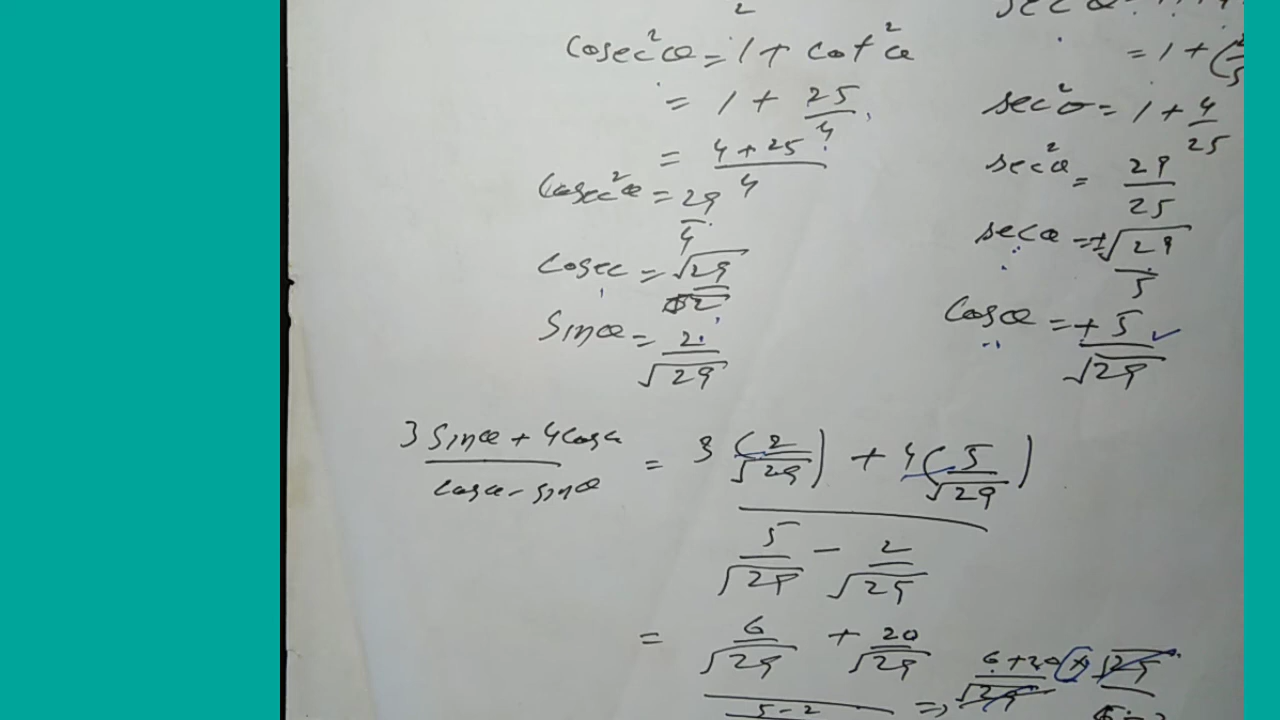 cosec²α = 1 + cot²α
= 1 + 25/4
= 4 + 25/4
cosec²α = 29/4
cosec = √29/√2
sinα = 2/√29
= 1 + (
sec²α = 1 + 4/25
sec²α = 29/25
secα = ±√29/5
cosα = + 5/√29
3 sinα + 4 cosα / cosα - sinα = 3 (2/√29) + 4 (5/√29)
5/√29 - 2/√29
= 6/√29 + 20/√29
5 - 2 ⇒ 6 + 20/√29 × √29